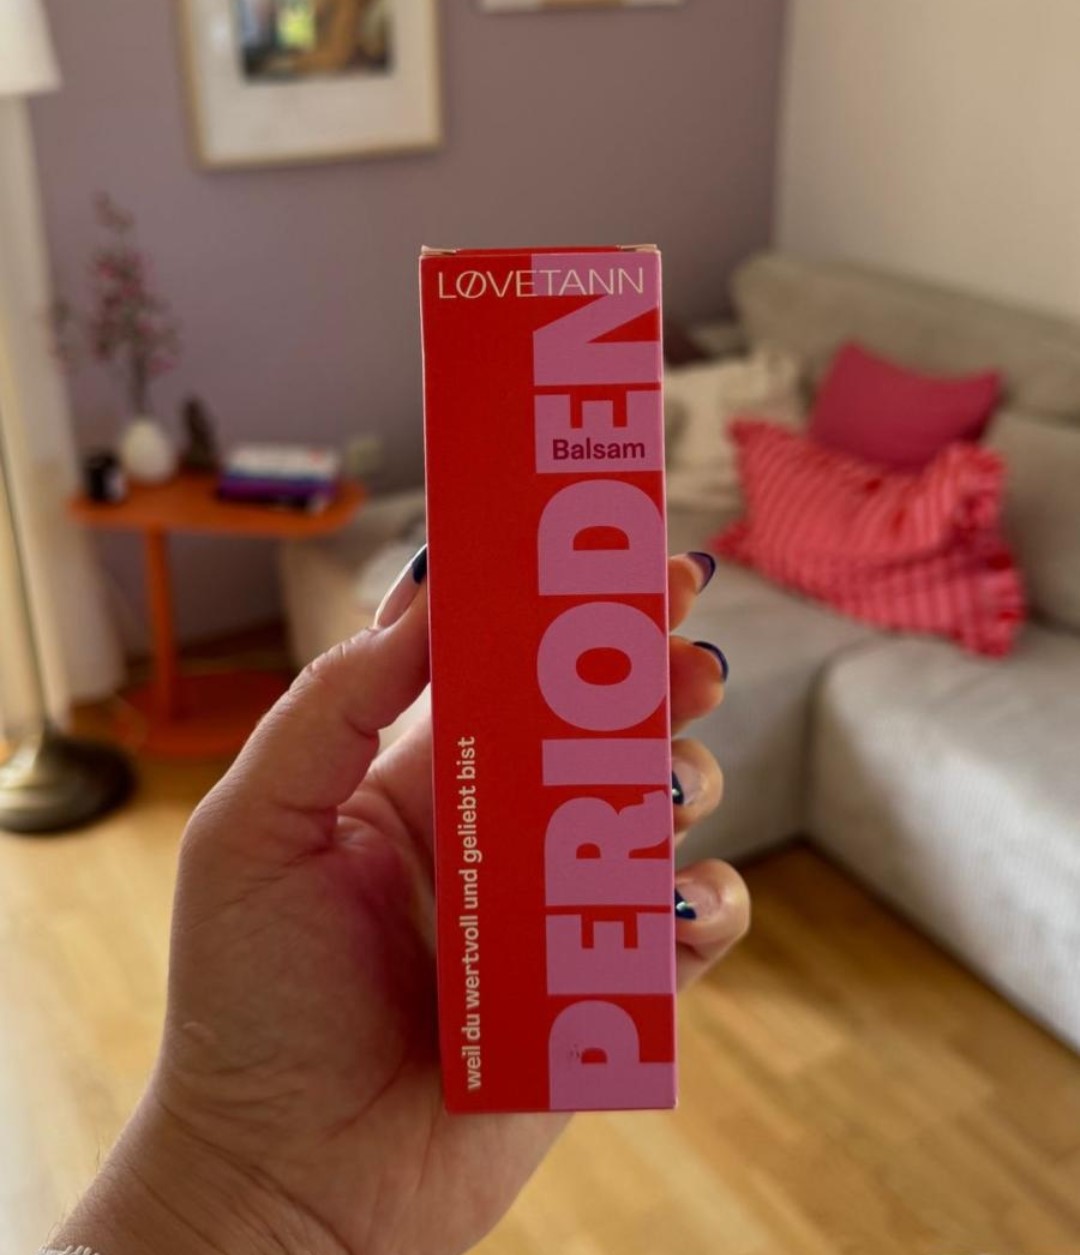 LØVETANN
PERIODEN
Balsam
weil du wertvoll und geliebt bist